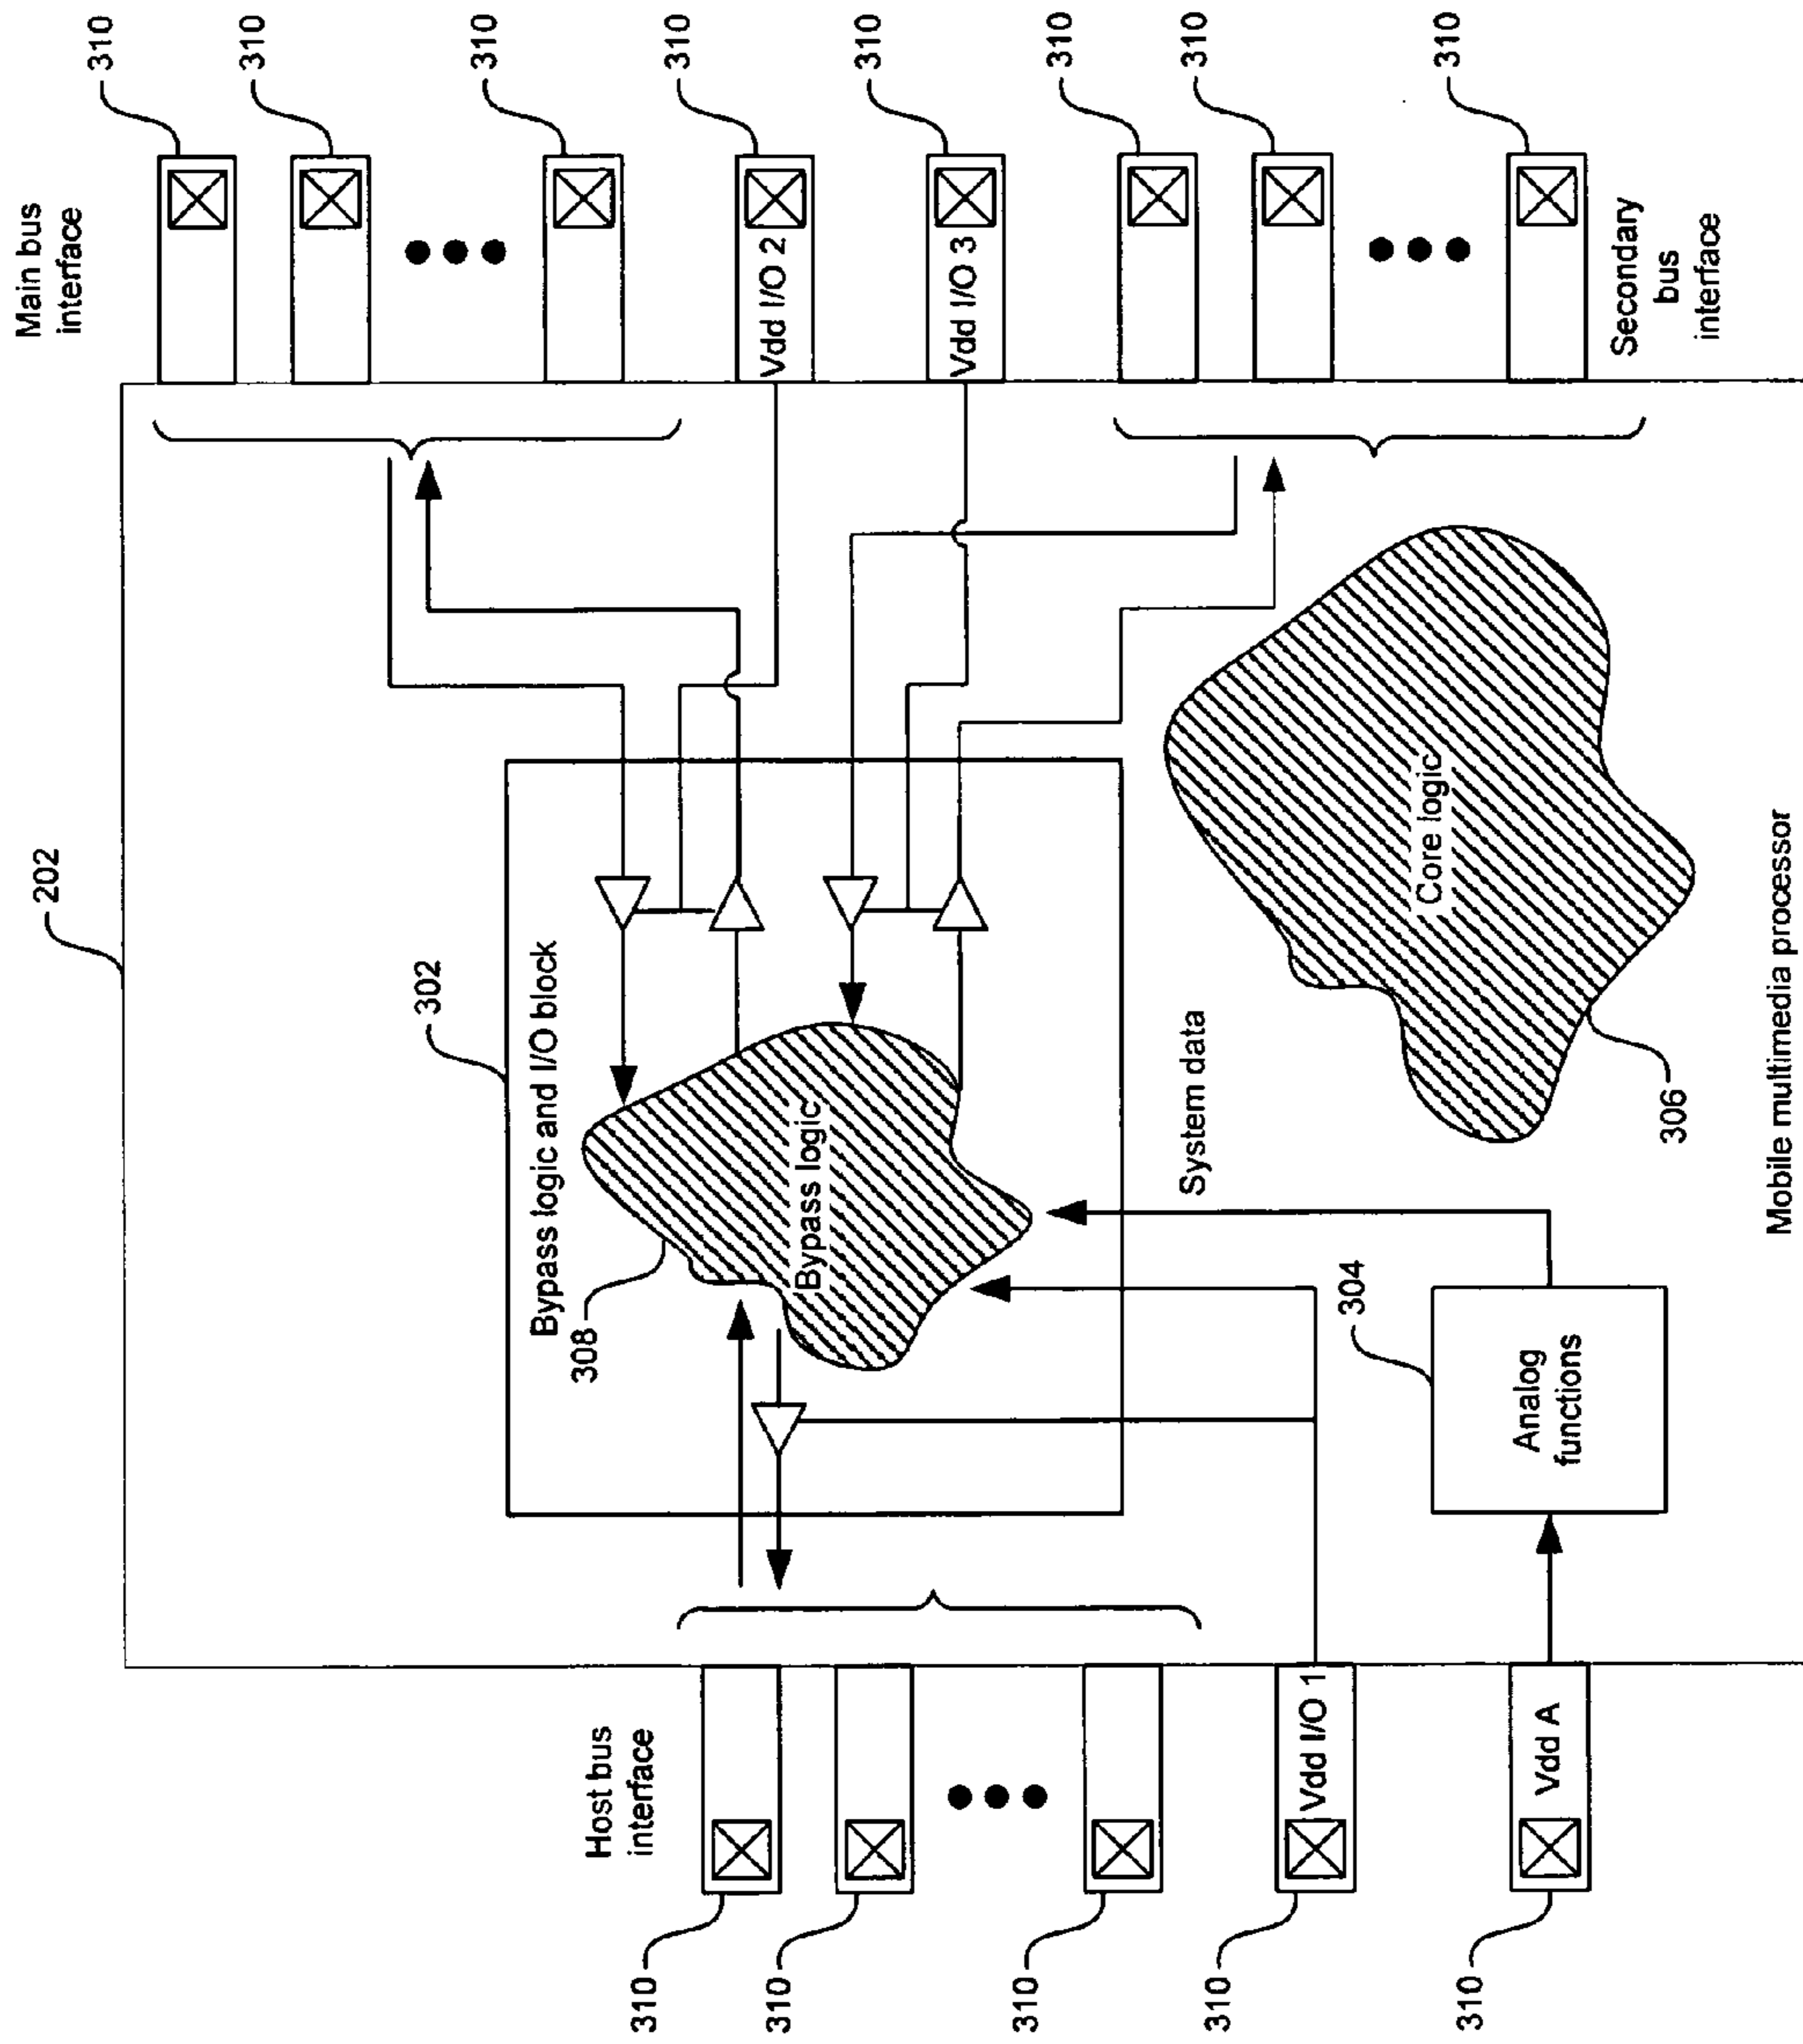 202
Main bus
interface
310
310
310
310
310
310
310
310
Vdd I/O 2
Vdd I/O 3
Secondary
bus
interface
302
Bypass logic and I/O block
308
Bypass logic
System data
Core logic
306
304
Analog
functions
Host bus
interface
310
310
310
310
310
Vdd I/O 1
Vdd A
Mobile multimedia processor